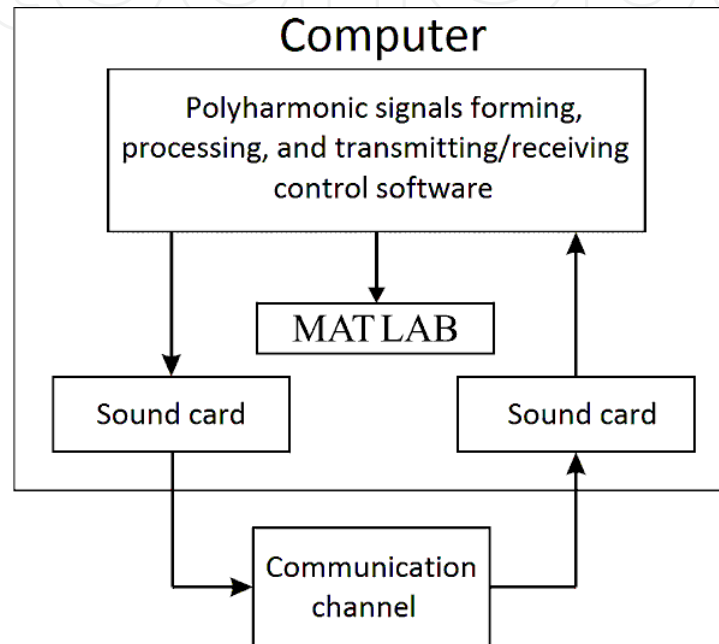 Computer
Polyharmonic signals forming,
processing, and transmitting/receiving
control software
MATLAB
Sound card
Sound card
Communication
channel